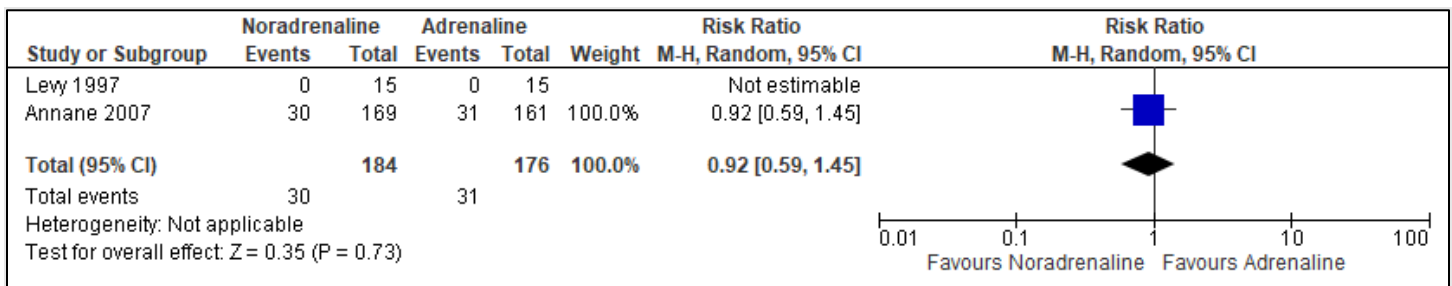 Noradrenaline Adrenaline Risk Ratio Risk Ratio
Study or Subgroup Events Total Events Total Weight M-H, Random, 95% CI M-H, Random, 95% CI
Levy 1997 0 15 0 15 Not estimable
Annane 2007 30 169 31 161 100.0% 0.92 [0.59, 1.45]
Total (95% CI) 184 176 100.0% 0.92 [0.59, 1.45]
Total events 30 31
Heterogeneity: Not applicable
Test for overall effect: Z = 0.35 (P = 0.73)
0.01 0.1 1 10 100
Favours Noradrenaline Favours Adrenaline